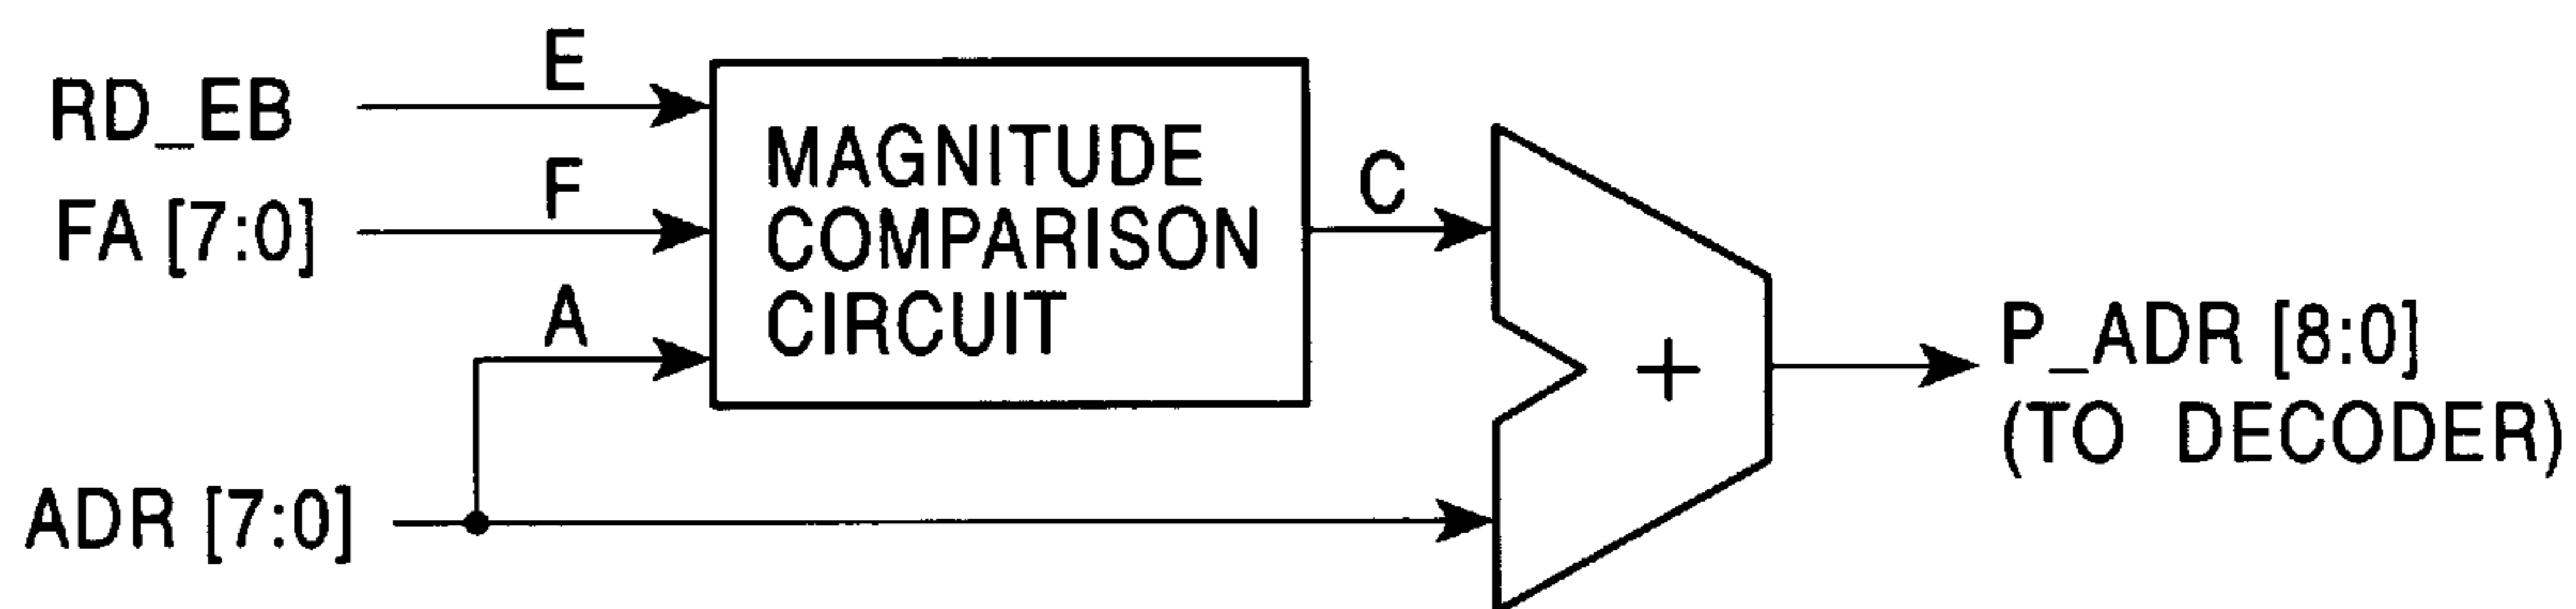 RD_EB
E
FA [7:0]
F
A
ADR [7:0]
MAGNITUDE
COMPARISON
CIRCUIT
C
+
P_ADR [8:0]
(TO DECODER)